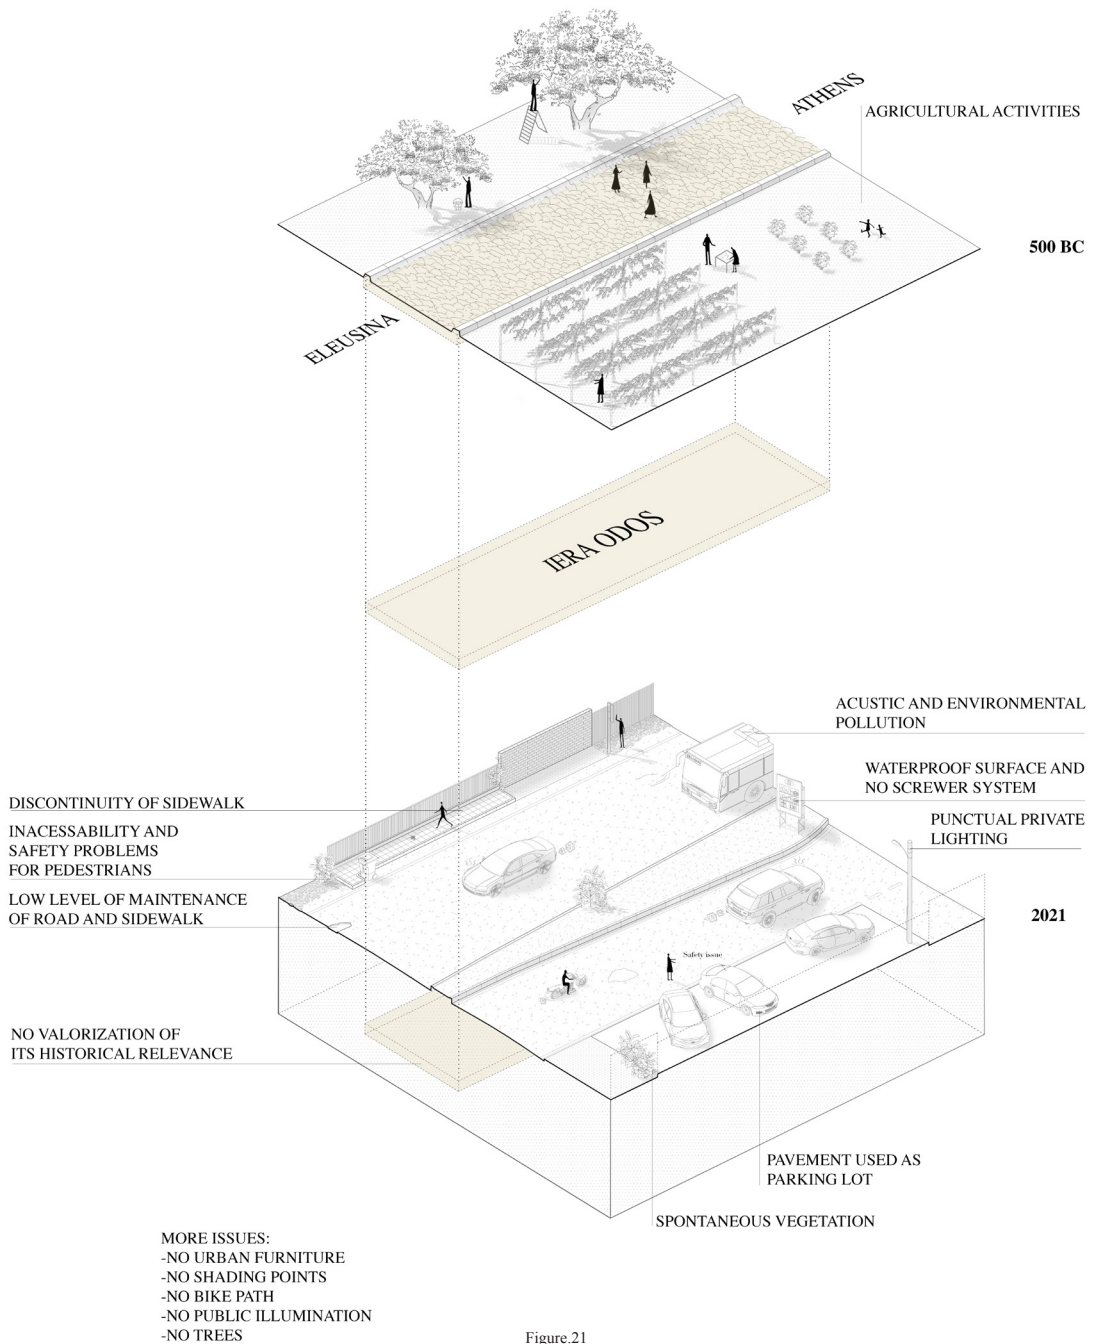 ATHENS
AGRICULTURAL ACTIVITIES
500 BC
ELEUSINA
IERA ODOS
ACUSTIC AND ENVIRONMENTAL
POLLUTION
WATERPROOF SURFACE AND
NO SCREWER SYSTEM
PUNCTUAL PRIVATE
LIGHTING
DISCONTINUITY OF SIDEWALK
INACESSABILITY AND
SAFETY PROBLEMS
FOR PEDESTRIANS
LOW LEVEL OF MAINTENANCE
OF ROAD AND SIDEWALK
2021
Safety issue
NO VALORIZATION OF
ITS HISTORICAL RELEVANCE
PAVEMENT USED AS
PARKING LOT
SPONTANEOUS VEGETATION
MORE ISSUES:
-NO URBAN FURNITURE
-NO SHADING POINTS
-NO BIKE PATH
-NO PUBLIC ILLUMINATION
-NO TREES
Figure.21